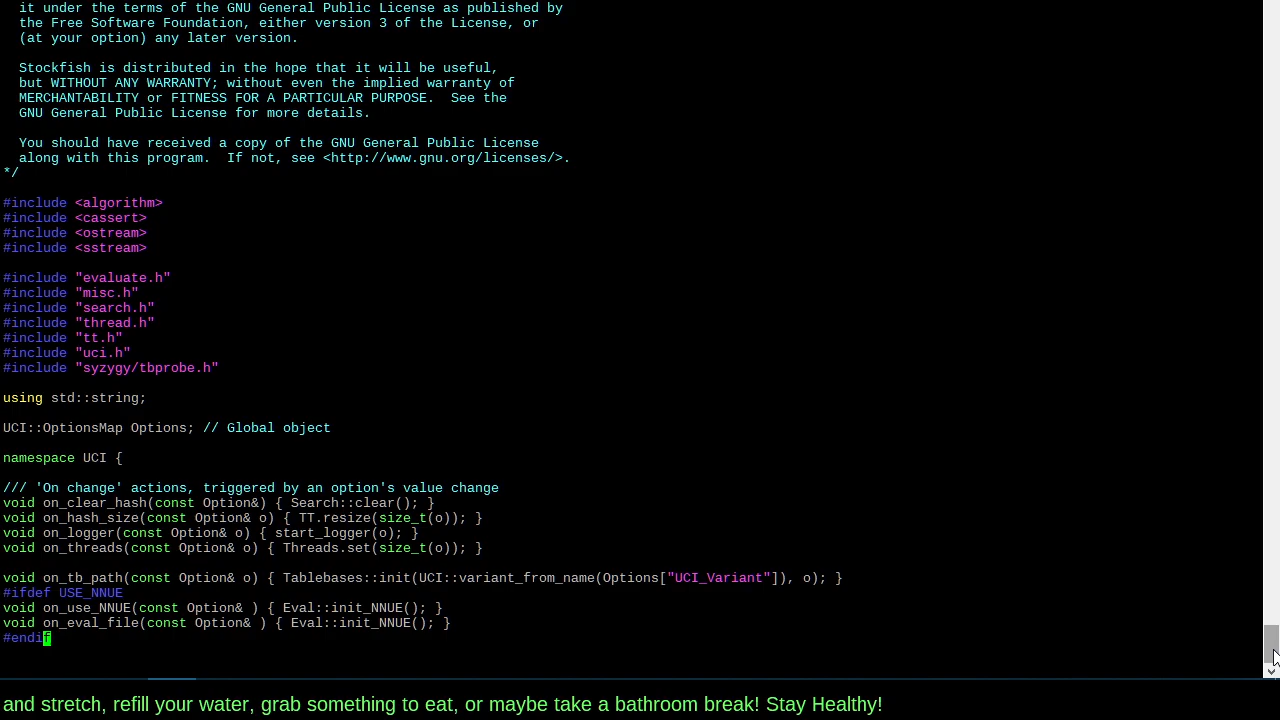 it under the terms of the GNU General Public License as published by
the Free Software Foundation, either version 3 of the License, or
(at your option) any later version.
Stockfish is distributed in the hope that it will be useful,
but WITHOUT ANY WARRANTY; without even the implied warranty of
MERCHANTABILITY or FITNESS FOR A PARTICULAR PURPOSE.  See the
GNU General Public License for more details.
You should have received a copy of the GNU General Public License
along with this program.  If not, see <http://www.gnu.org/licenses/>.
*/
#include <algorithm>
#include <cassert>
#include <ostream>
#include <sstream>
#include "evaluate.h"
#include "misc.h"
#include "search.h"
#include "thread.h"
#include "tt.h"
#include "uci.h"
#include "syzygy/tbprobe.h"
using std::string;
UCI::OptionsMap Options; // Global object
namespace UCI {
/// 'On change' actions, triggered by an option's value change
void on_clear_hash(const Option&) { Search::clear(); }
void on_hash_size(const Option& o) { TT.resize(size_t(o)); }
void on_logger(const Option& o) { start_logger(o); }
void on_threads(const Option& o) { Threads.set(size_t(o)); }
void on_tb_path(const Option& o) { Tablebases::init(UCI::variant_from_name(Options["UCI_Variant"]), o); }
#ifdef USE_NNUE
void on_use_NNUE(const Option& ) { Eval::init_NNUE(); }
void on_eval_file(const Option& ) { Eval::init_NNUE(); }
#endif
and stretch, refill your water, grab something to eat, or maybe take a bathroom break! Stay Healthy!